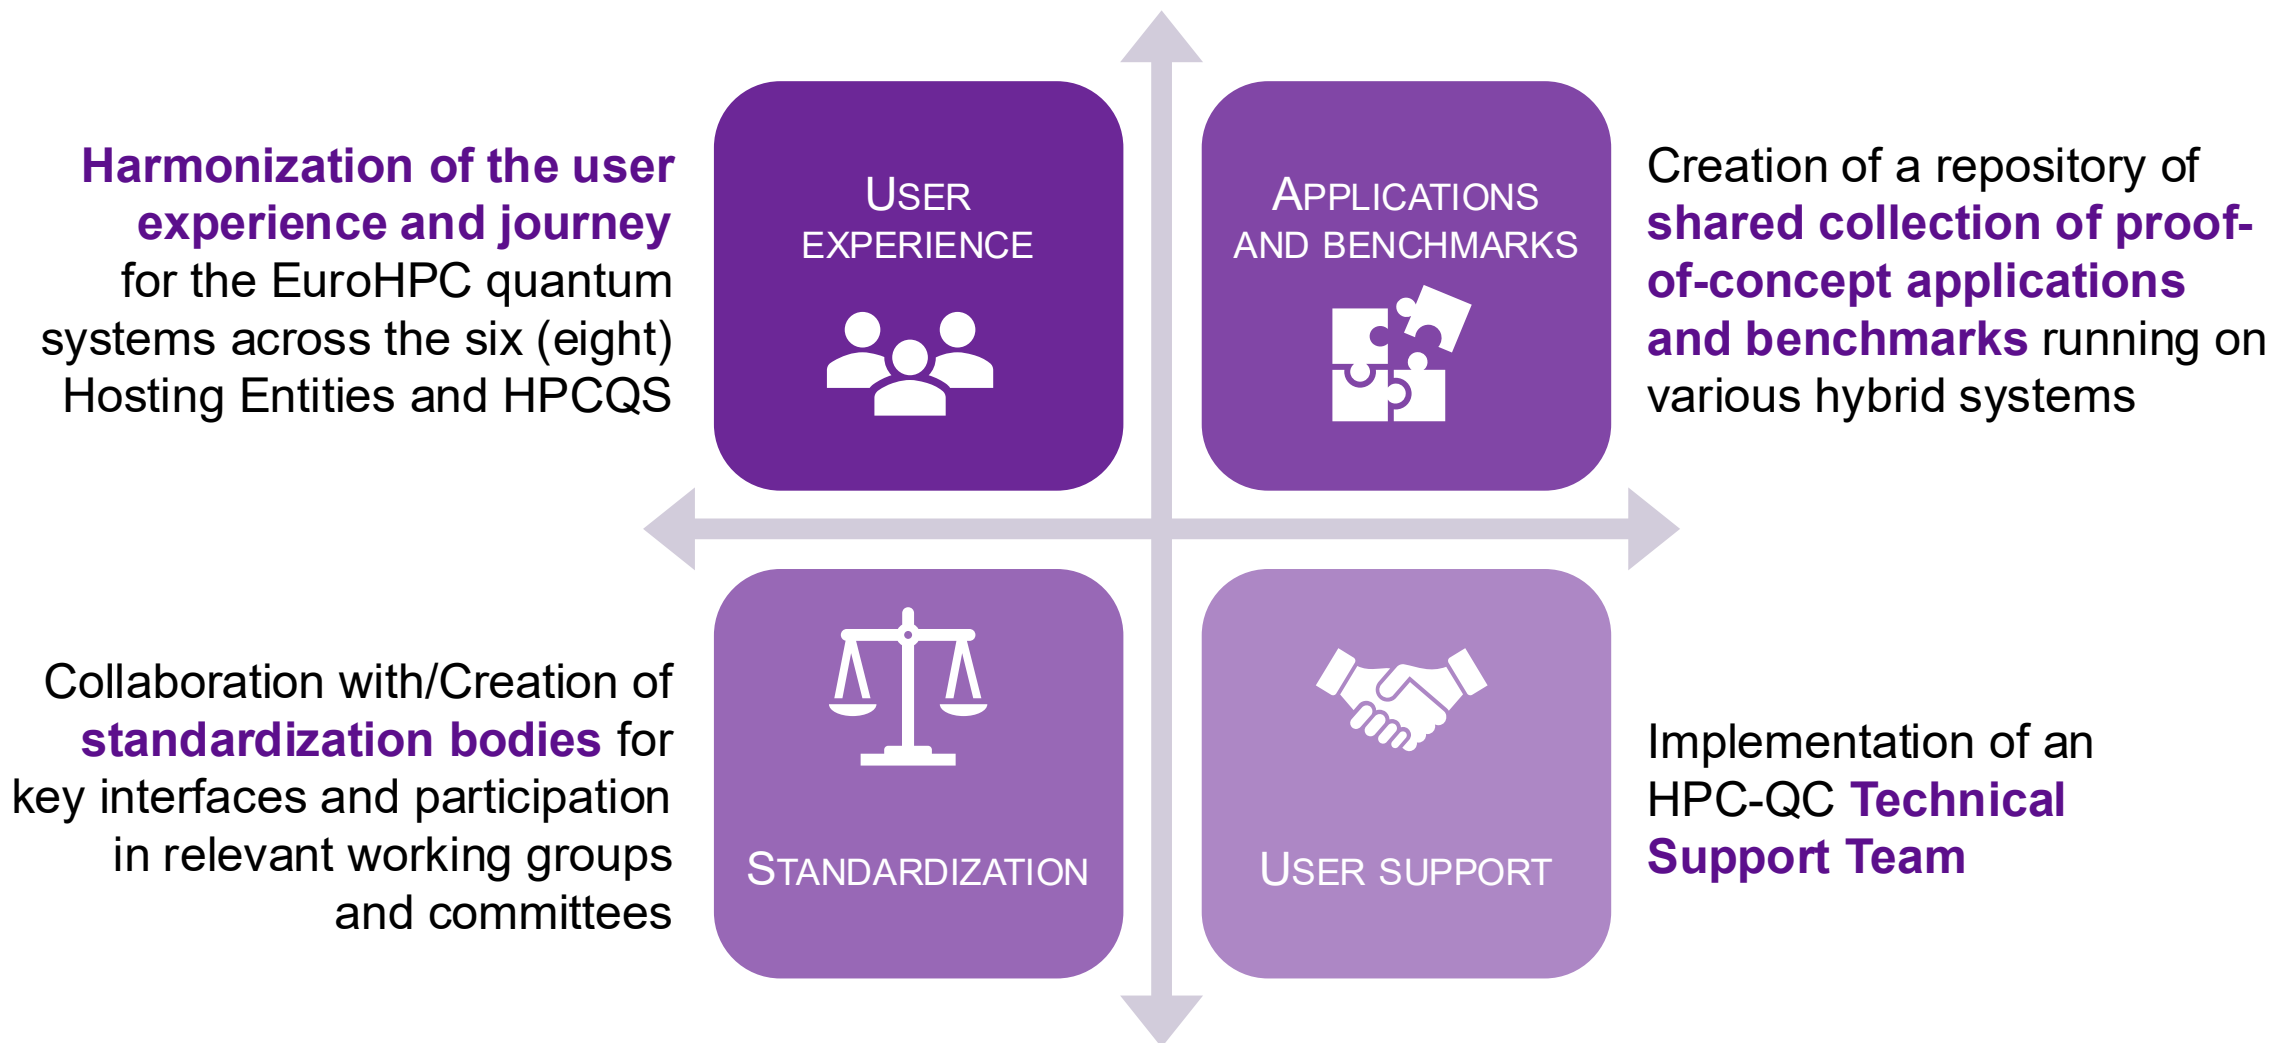 Harmonization of the user
experience and journey
for the EuroHPC quantum
systems across the six (eight)
Hosting Entities and HPCQS
USER
EXPERIENCE
APPLICATIONS
AND BENCHMARKS
Creation of a repository of
shared collection of proof-
of-concept applications
and benchmarks running on
various hybrid systems
Collaboration with/Creation of
standardization bodies for
key interfaces and participation
in relevant working groups
and committees
STANDARDIZATION
USER SUPPORT
Implementation of an
HPC-QC Technical
Support Team